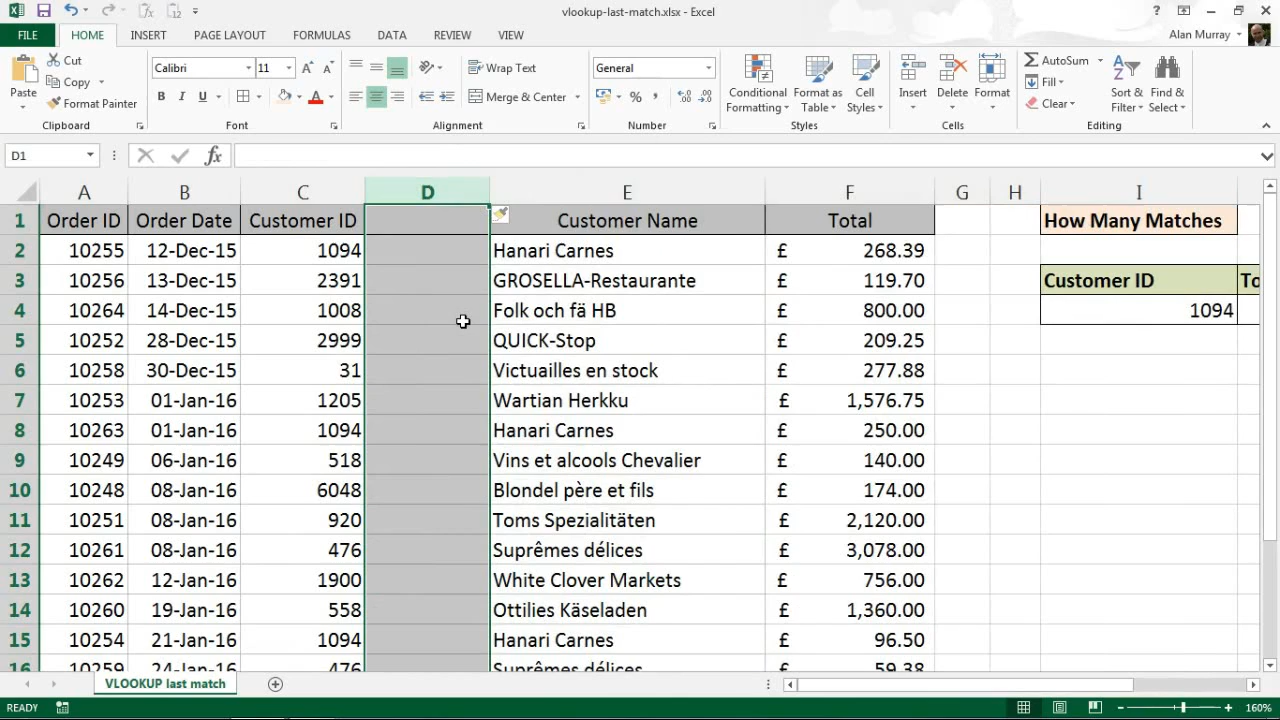 vlookup-last-match.xlsx - Excel
FILE HOME INSERT PAGE LAYOUT FORMULAS DATA REVIEW VIEW Alan Murray
Cut Calibri 11 Wrap Text General AutoSum
Copy Fill
Paste Format Painter B I U A Merge & Center % Conditional Formatting Format as Table Cell Styles Insert Delete Format Clear Sort & Filter Find & Select
Clipboard Font Alignment Number Styles Cells Editing
D1 fx
A B C D E F G H I
1 Order ID Order Date Customer ID Customer Name Total How Many Matches
2 10255 12-Dec-15 1094 Hanari Carnes £ 268.39
3 10256 13-Dec-15 2391 GROSELLA-Restaurante £ 119.70 Customer ID To
4 10264 14-Dec-15 1008 Folk och fä HB £ 800.00 1094
5 10252 28-Dec-15 2999 QUICK-Stop £ 209.25
6 10258 30-Dec-15 31 Victuailles en stock £ 277.88
7 10253 01-Jan-16 1205 Wartian Herkku £ 1,576.75
8 10263 01-Jan-16 1094 Hanari Carnes £ 250.00
9 10249 06-Jan-16 518 Vins et alcools Chevalier £ 140.00
10 10248 08-Jan-16 6048 Blondel père et fils £ 174.00
11 10251 08-Jan-16 920 Toms Spezialitäten £ 2,120.00
12 10261 08-Jan-16 476 Suprêmes délices £ 3,078.00
13 10262 12-Jan-16 1900 White Clover Markets £ 756.00
14 10260 19-Jan-16 558 Ottilies Käseladen £ 1,360.00
15 10254 21-Jan-16 1094 Hanari Carnes £ 96.50
16 10259 24-Jan-16 476 Suprêmes délices £ 59.38
VLOOKUP last match
READY 160%